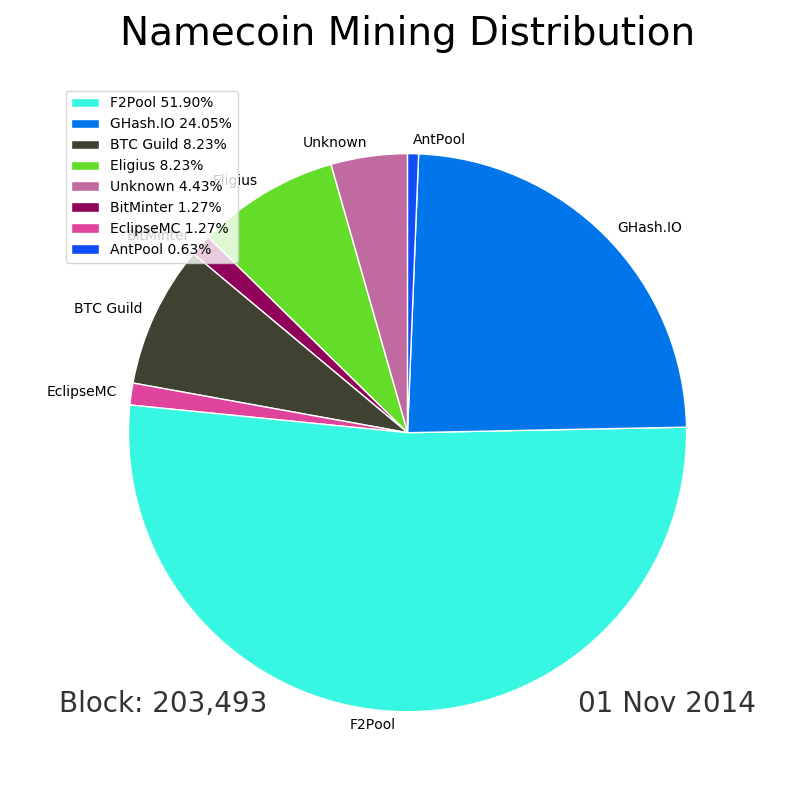 Namecoin Mining Distribution
F2Pool 51.90%
GHash.IO 24.05%
BTC Guild 8.23%
Eligius 8.23%
Unknown 4.43%
BitMinter 1.27%
EclipseMC 1.27%
AntPool 0.63%
AntPool
Unknown
Eligius
GHash.IO
BitMinter
BTC Guild
EclipseMC
F2Pool
Block: 203,493
01 Nov 2014